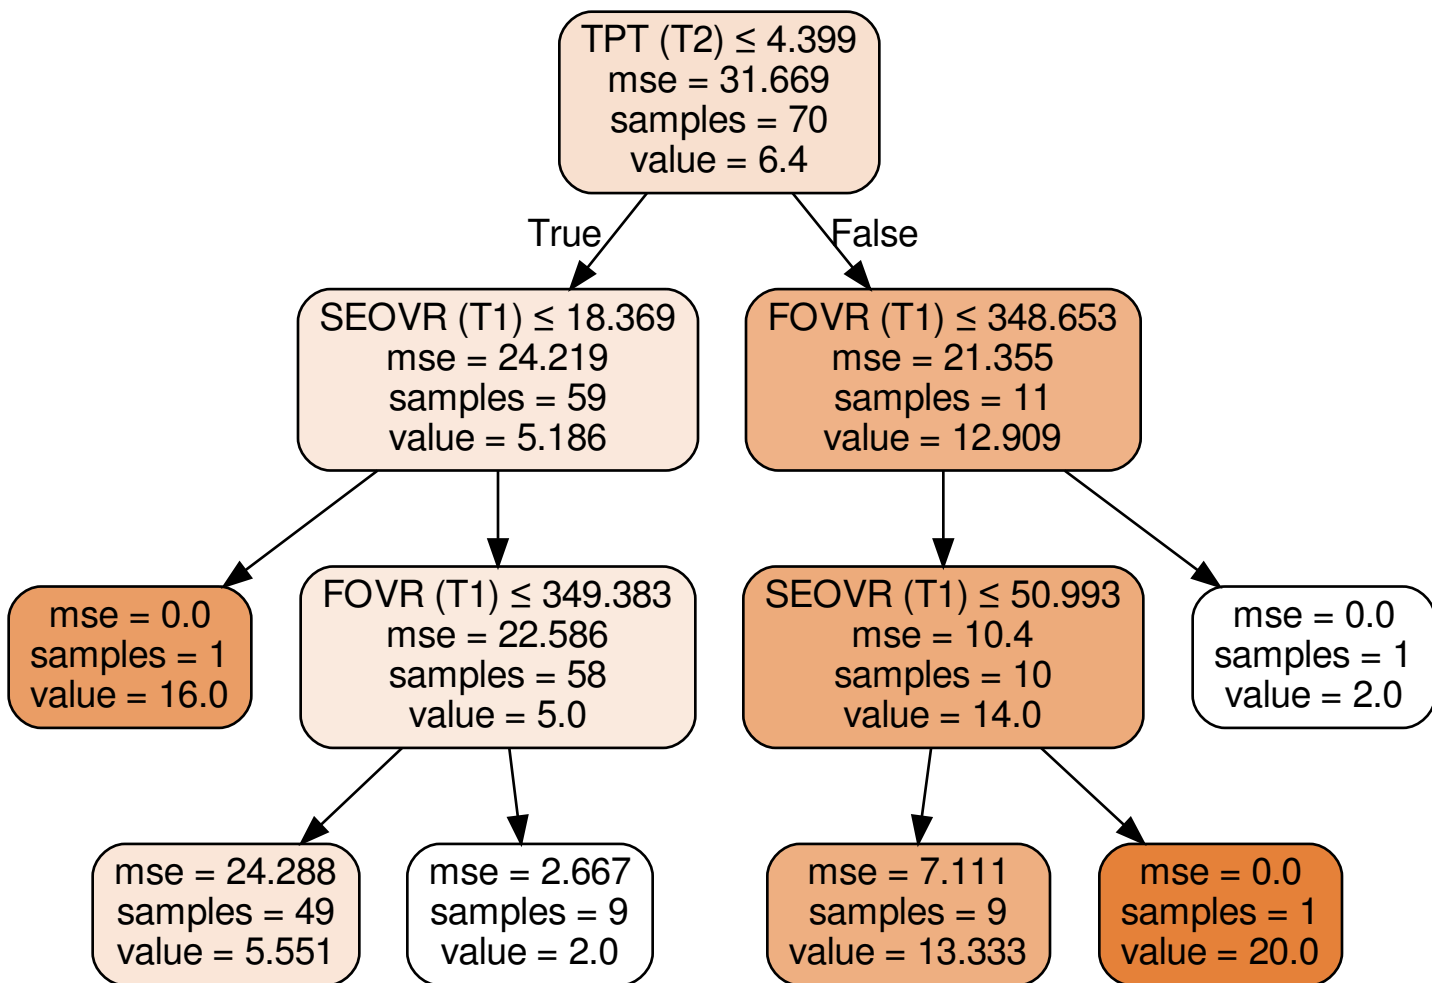 TPT (T2) ≤ 4.399
mse = 31.669
samples = 70
value = 6.4
True
False
SEOVR (T1) ≤ 18.369
mse = 24.219
samples = 59
value = 5.186
FOVR (T1) ≤ 348.653
mse = 21.355
samples = 11
value = 12.909
mse = 0.0
samples = 1
value = 16.0
FOVR (T1) ≤ 349.383
mse = 22.586
samples = 58
value = 5.0
SEOVR (T1) ≤ 50.993
mse = 10.4
samples = 10
value = 14.0
mse = 0.0
samples = 1
value = 2.0
mse = 24.288
samples = 49
value = 5.551
mse = 2.667
samples = 9
value = 2.0
mse = 7.111
samples = 9
value = 13.333
mse = 0.0
samples = 1
value = 20.0